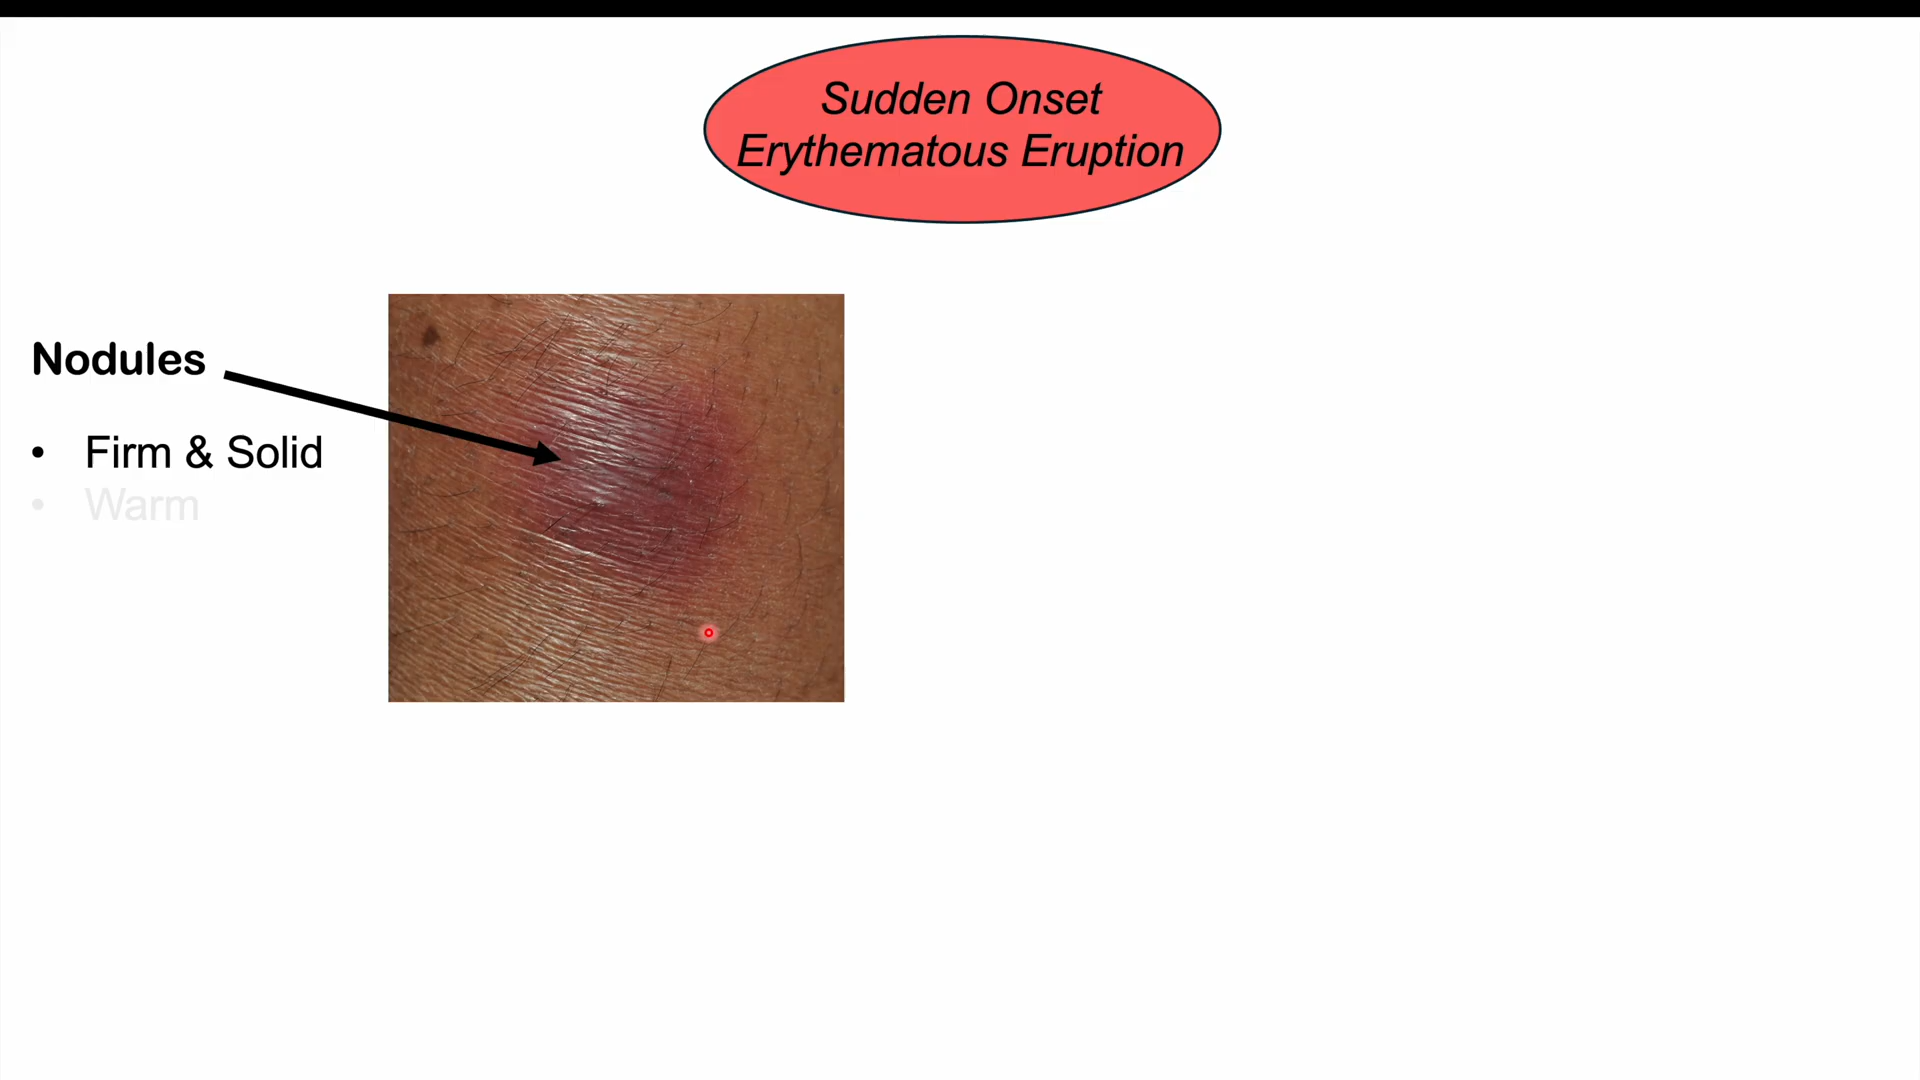 Sudden Onset
Erythematous Eruption
Nodules
• Firm & Solid
• Warm